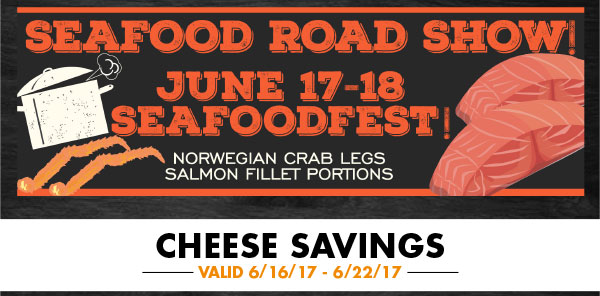 SEAFOOD ROAD SHOW!
JUNE 17-18
SEAFOODFEST!
NORWEGIAN CRAB LEGS
SALMON FILLET PORTIONS
CHEESE SAVINGS
VALID 6/16/17 - 6/22/17